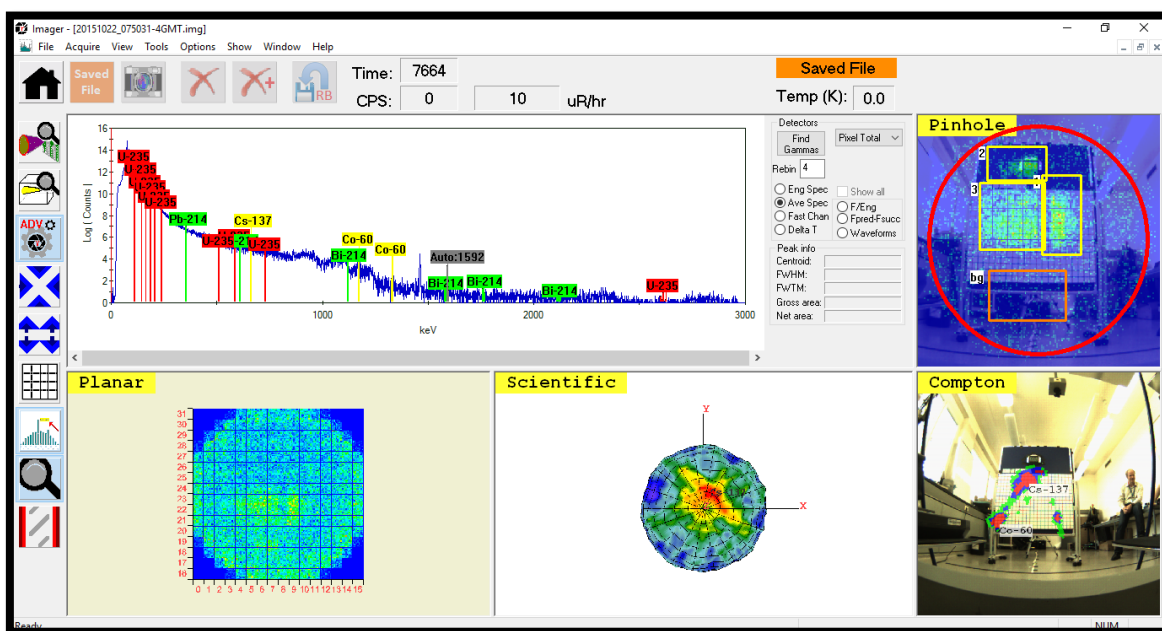 Imager - [20151022_075031-4GMT.img]
File Acquire View Tools Options Show Window Help
Saved File
RB
Time: 7664
CPS: 0 10 uR/hr
Saved File
Temp (K): 0.0
ADV
Log [ Counts ]
16
14
12
10
8
6
4
2
0
U-235
U-235
U-235
U-235
Pb-214
Cs-137
U-235
U-235
Co-60
Bi-214
Co-60
Auto:1592
Bi-214
Bi-214
Bi-214
U-235
0 1000 2000 3000
keV
Detectors
Find Gammas
Pixel Total
Rebin 4
Eng Spec
Show all
Ave Spec
F/Eng
Fast Chan
Fpred-Fsucc
Delta T
Waveforms
Peak info
Centroid:
FWHM:
FWTM:
Gross area:
Net area:
Pinhole
2
3
bg
Planar
31
30
29
28
27
26
25
24
23
22
21
20
19
18
17
16
0 1 2 3 4 5 6 7 8 9 10 11 12 13 14 15
Scientific
Y
X
Compton
Cs-137
Co-60
Ready
NUM